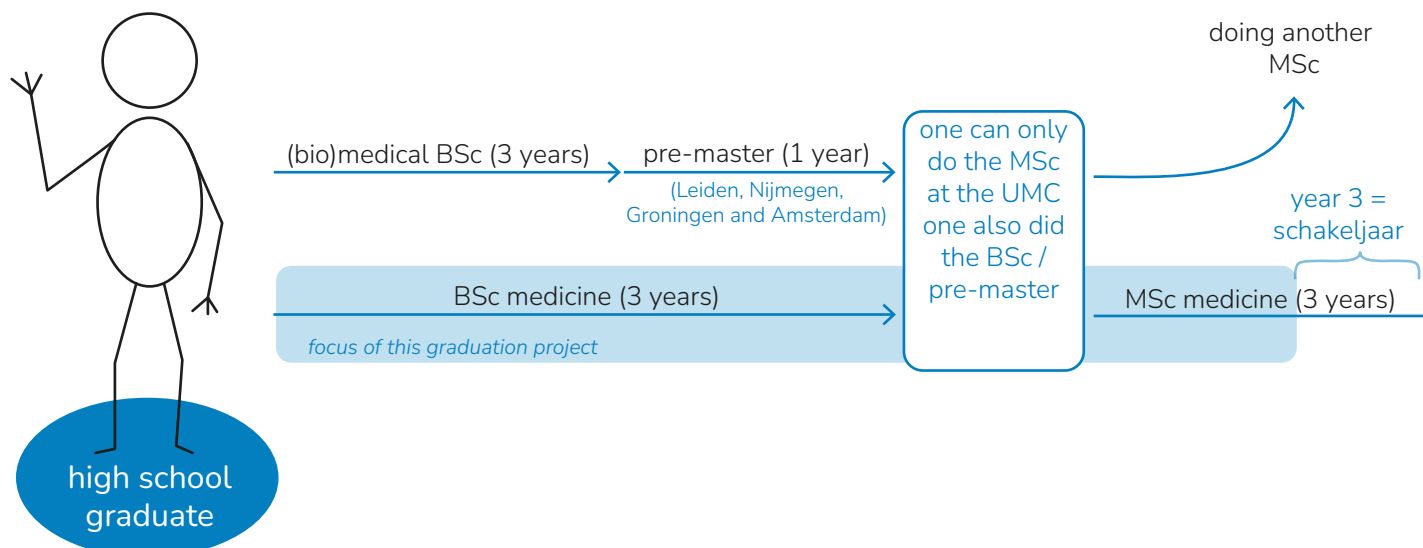 doing another
MSc
(bio)medical BSc (3 years)
pre-master (1 year)
(Leiden, Nijmegen,
Groningen and Amsterdam)
one can only
do the MSc
at the UMC
one also did
the BSc /
pre-master
year 3 =
schakeljaar
BSc medicine (3 years)
MSc medicine (3 years)
focus of this graduation project
high school
graduate